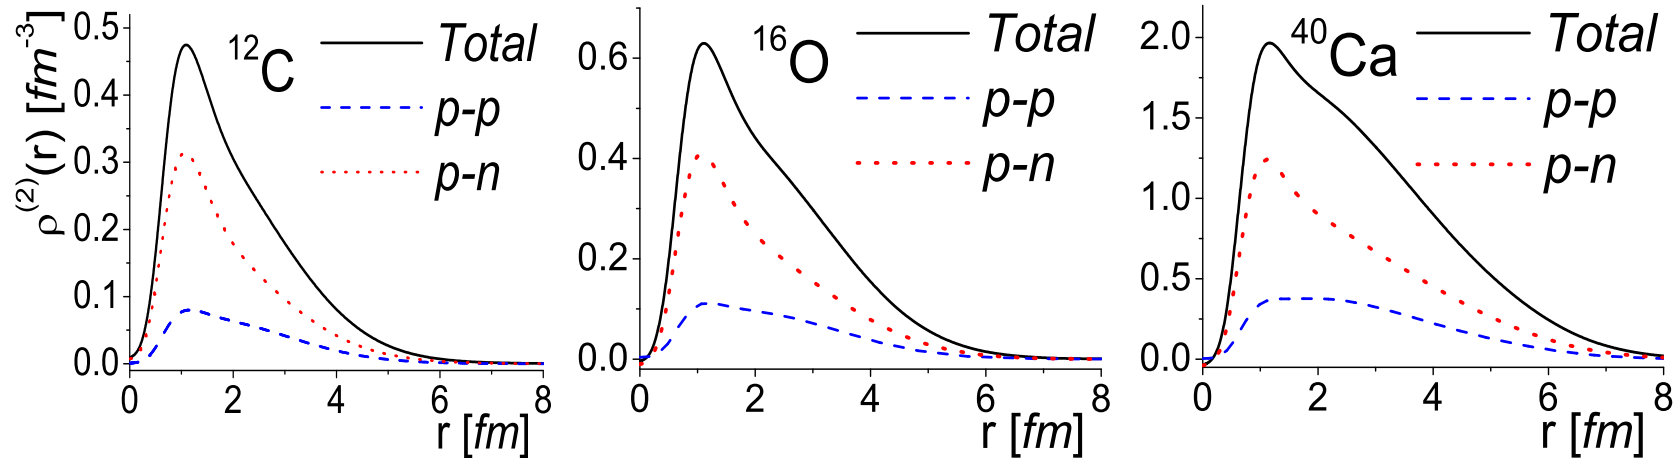 ρ(2)(r) [fm-3]
0.5
0.4
0.3
0.2
0.1
0.0
12C
Total
p-p
p-n
0 2 4 6 8
r [fm]
0.6
0.4
0.2
0.0
16O
Total
p-p
p-n
0 2 4 6 8
r [fm]
2.0
1.5
1.0
0.5
0.0
40Ca
Total
p-p
p-n
0 2 4 6 8
r [fm]